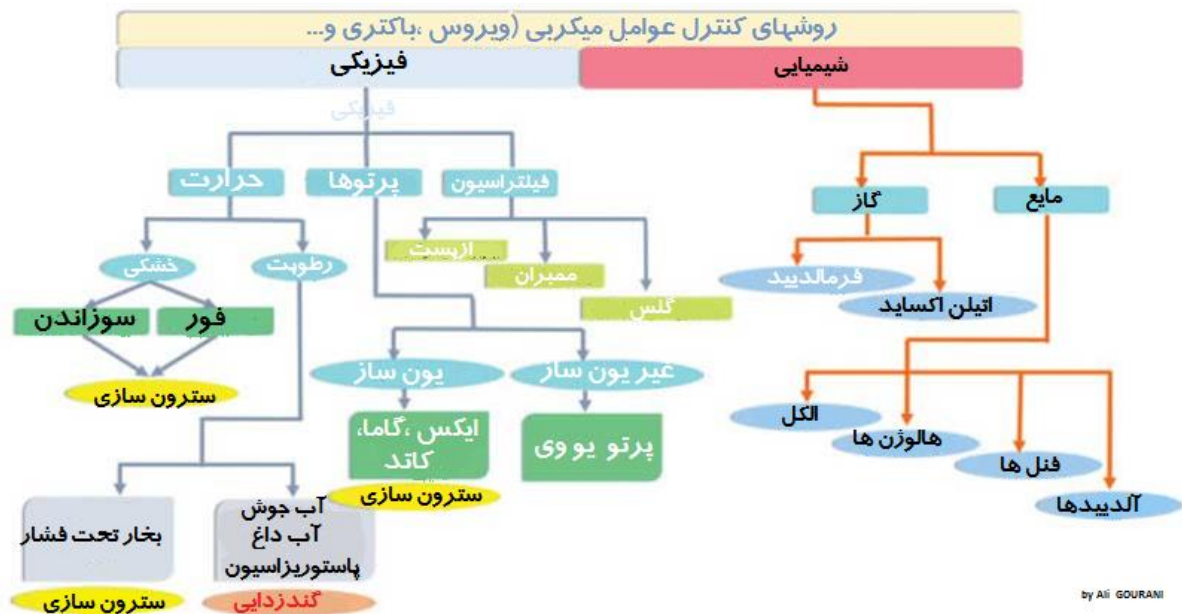 روشهای کنترل عوامل میکربی (ویروس ،باکتری و...
فیزیکی
شیمیایی
فیزیکی
حرارت
پرتوها
فیلتراسیون
گاز
مایع
خشکی
رطوبت
ازبست
ممبران
گلس
فرمالدیید
اتیلن اکساید
سوزاندن
فور
سترون سازی
یون ساز
غیر یون ساز
ایکس ،گاما،
کاتد
سترون سازی
پرتو یو وی
الکل
هالوژن ها
فنل ها
آلدییدها
بخار تحت فشار
سترون سازی
آب جوش
آب داغ
پاستوریزاسیون
گندزدایی
by Ali GOURANI